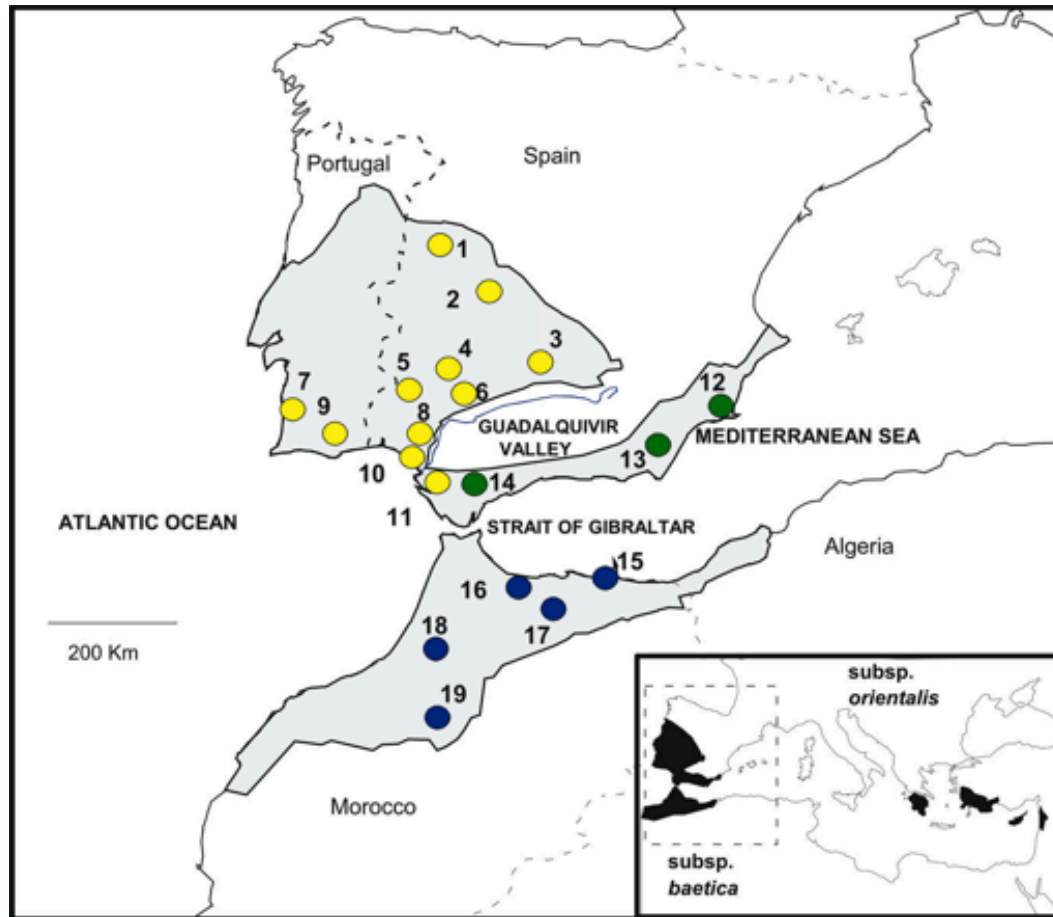 Portugal
Spain
1
2
3
4
5
6
7
8
9
10
11
12
13
14
GUADALQUIVIR
VALLEY
MEDITERRANEAN SEA
ATLANTIC OCEAN
STRAIT OF GIBRALTAR
Algeria
15
16
17
18
19
200 Km
Morocco
subsp.
orientalis
subsp.
baetica